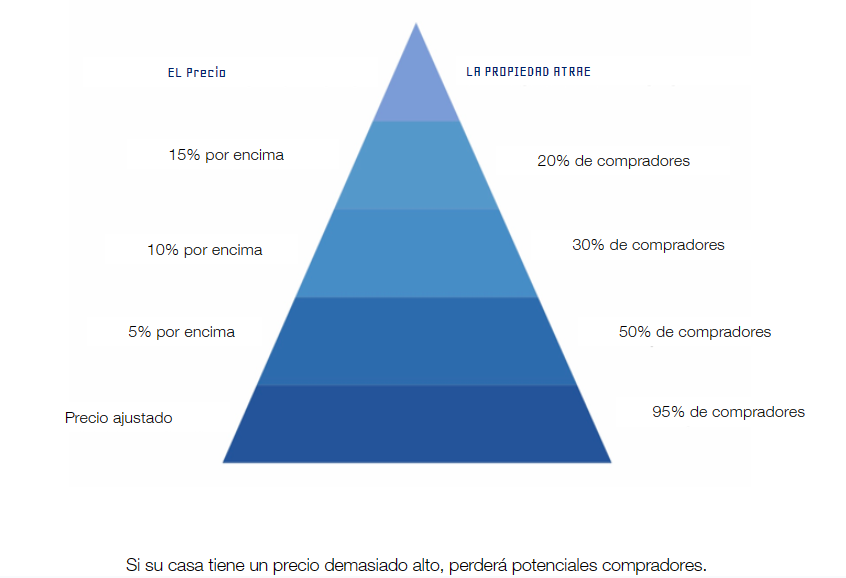 EL Precio
LA PROPIEDAD ATRAE
15% por encima
20% de compradores
10% por encima
30% de compradores
5% por encima
50% de compradores
Precio ajustado
95% de compradores
Si su casa tiene un precio demasiado alto, perderá potenciales compradores.